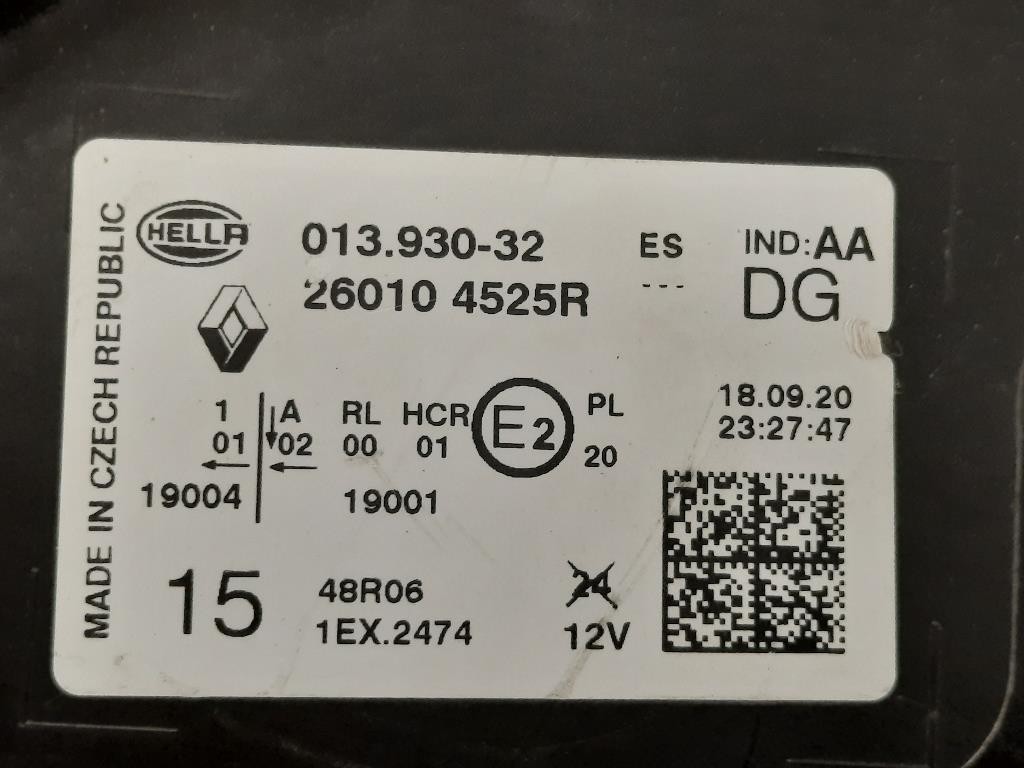 MADE IN CZECH REPUBLIC
HELLA
013.930-32 ES IND:AA
26010 4525R --- DG
1 A RL HCR E2 PL 18.09.20
01 02 00 01 20 23:27:47
19004 19001
15 48R06 24
1EX.2474 12V